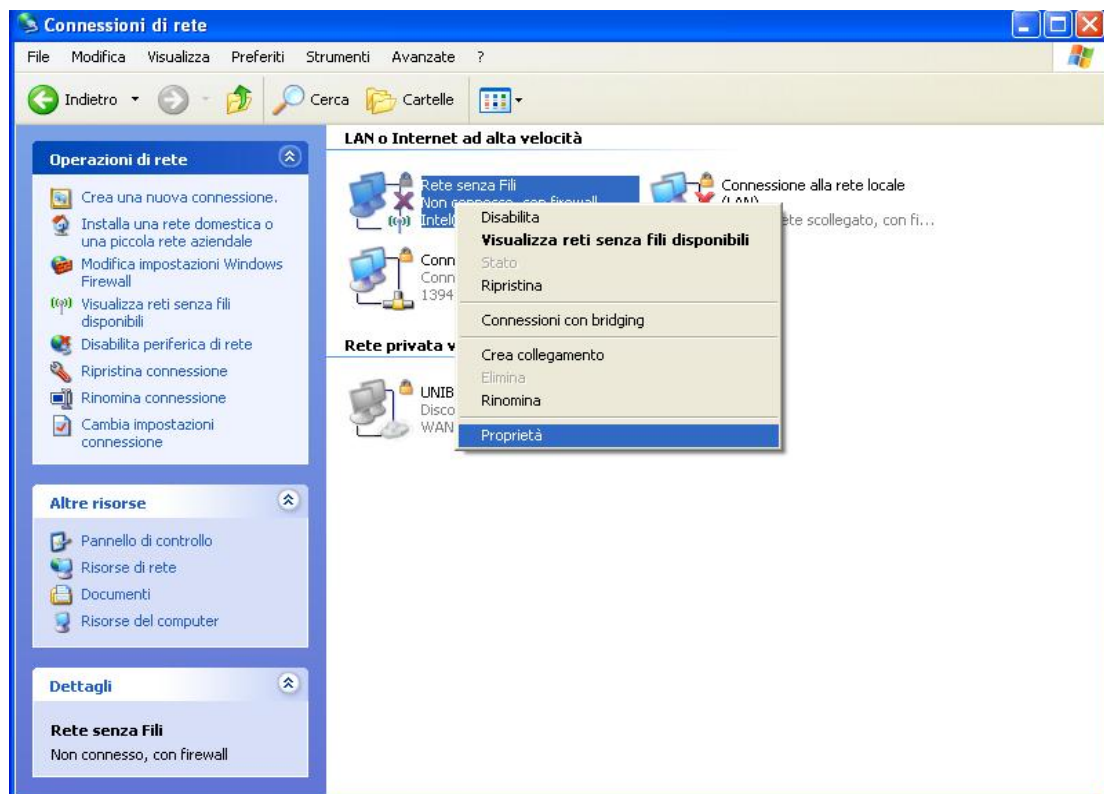 Connessioni di rete
File Modifica Visualizza Preferiti Strumenti Avanzate ?
Indietro Cerca Cartelle
Operazioni di rete
Crea una nuova connessione.
Installa una rete domestica o
una piccola rete aziendale
Modifica impostazioni Windows
Firewall
Visualizza reti senza fili
disponibili
Disabilita periferica di rete
Ripristina connessione
Rinomina connessione
Cambia impostazioni
connessione
Altre risorse
Pannello di controllo
Risorse di rete
Documenti
Risorse del computer
Dettagli
Rete senza Fili
Non connesso, con firewall
LAN o Internet ad alta velocità
Rete senza Fili
Non connesso, con firewall
Connessione alla rete locale
(LAN)
scollegato, con fi...
1394
Rete privata v
UNIB
WAN
Disabilita
Visualizza reti senza fili disponibili
Stato
Ripristina
Connessioni con bridging
Crea collegamento
Elimina
Rinomina
Proprietà